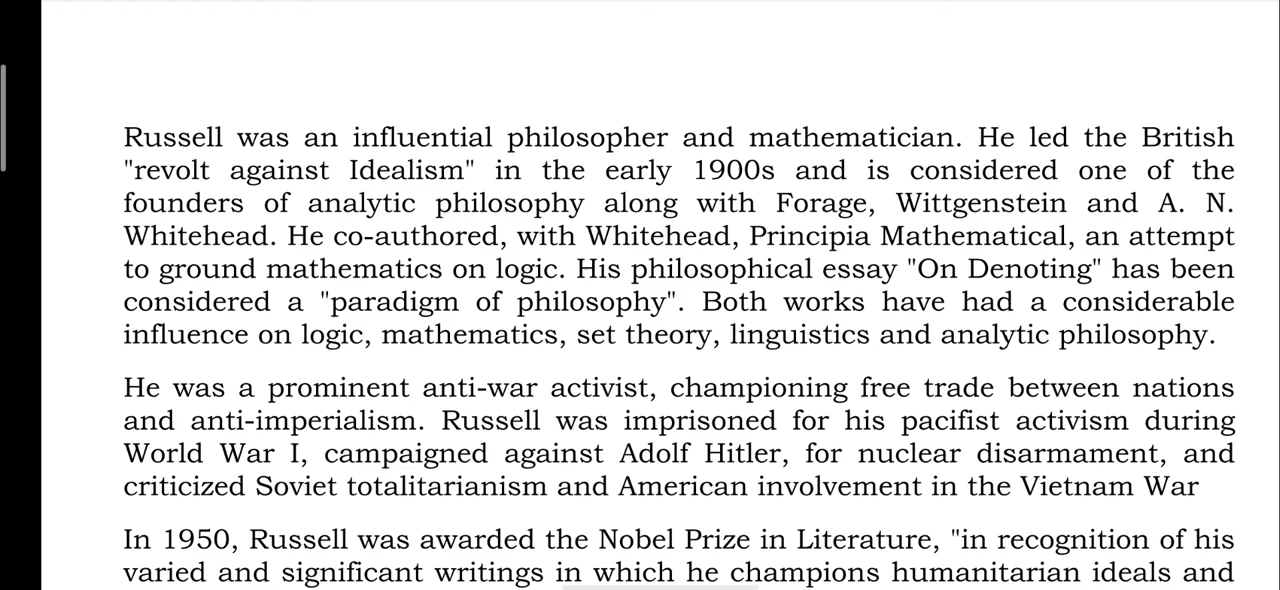 Russell was an influential philosopher and mathematician. He led the British
"revolt against Idealism" in the early 1900s and is considered one of the
founders of analytic philosophy along with Forage, Wittgenstein and A. N.
Whitehead. He co-authored, with Whitehead, Principia Mathematical, an attempt
to ground mathematics on logic. His philosophical essay "On Denoting" has been
considered a "paradigm of philosophy". Both works have had a considerable
influence on logic, mathematics, set theory, linguistics and analytic philosophy.
He was a prominent anti-war activist, championing free trade between nations
and anti-imperialism. Russell was imprisoned for his pacifist activism during
World War I, campaigned against Adolf Hitler, for nuclear disarmament, and
criticized Soviet totalitarianism and American involvement in the Vietnam War
In 1950, Russell was awarded the Nobel Prize in Literature, "in recognition of his
varied and significant writings in which he champions humanitarian ideals and